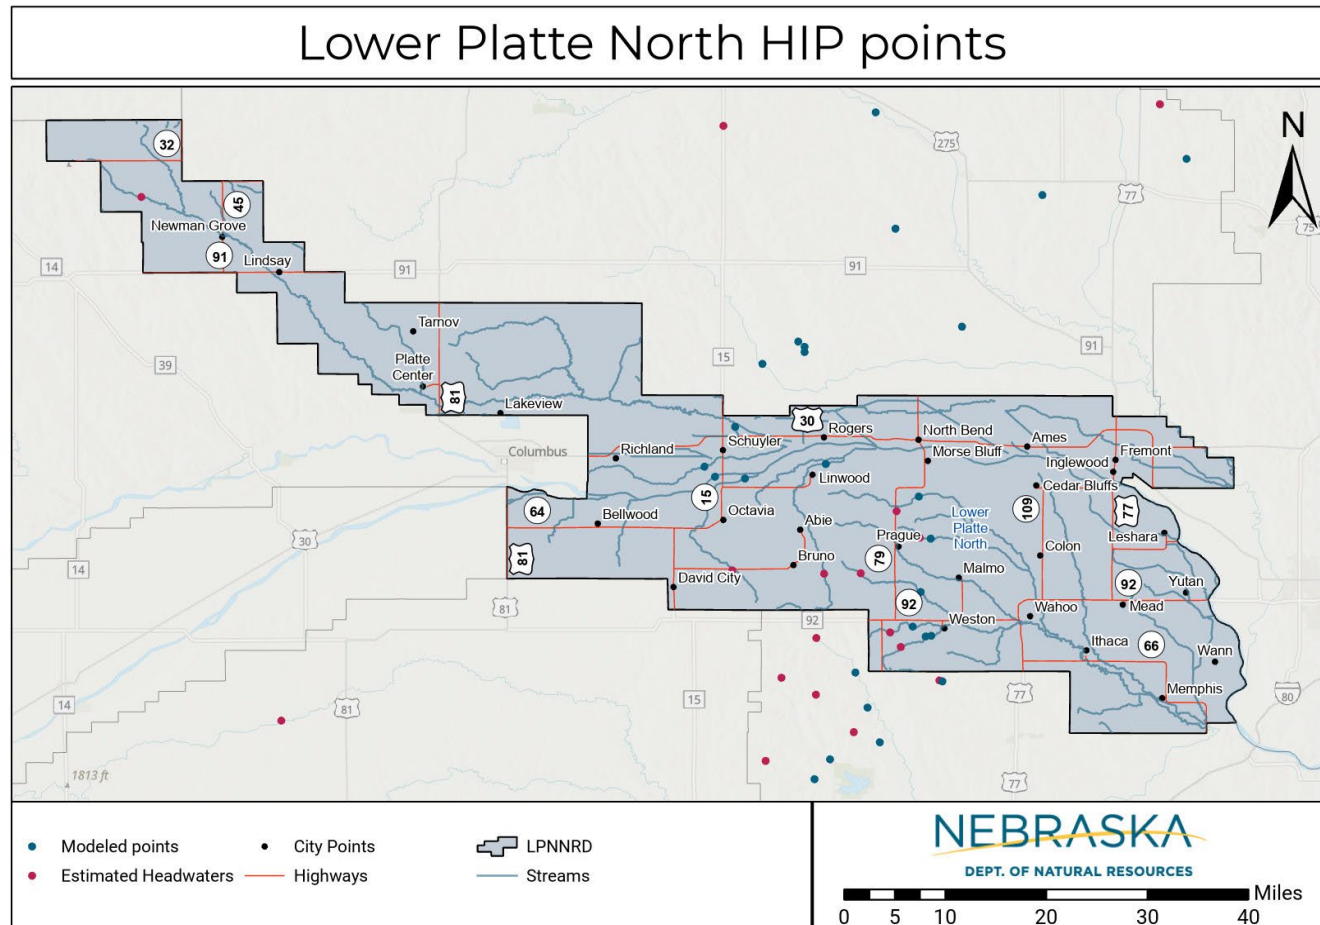 Lower Platte North HIP points
N
32
275
77
75
45
Newman Grove
91
Lindsay
14
91
91
Tarnov
39
Platte
Center
15
91
81
Lakeview
30
Rogers
North Bend
Ames
Schuyler
Richland
Columbus
Morse Bluff
Fremont
Inglewood
Linwood
Cedar Bluffs
64
15
Bellwood
Octavia
Abie
Lower
Platte
North
109
77
30
Prague
Leshara
81
Bruno
79
Colon
14
David City
Malmo
92
Yutan
81
92
92
Weston
Wahoo
Mead
Ithaca
66
Wann
14
81
15
77
Memphis
80
1813 ft
77
Modeled points
City Points
LPNNRD
Estimated Headwaters
Highways
Streams
NEBRASKA
DEPT. OF NATURAL RESOURCES
Miles
0 5 10 20 30 40